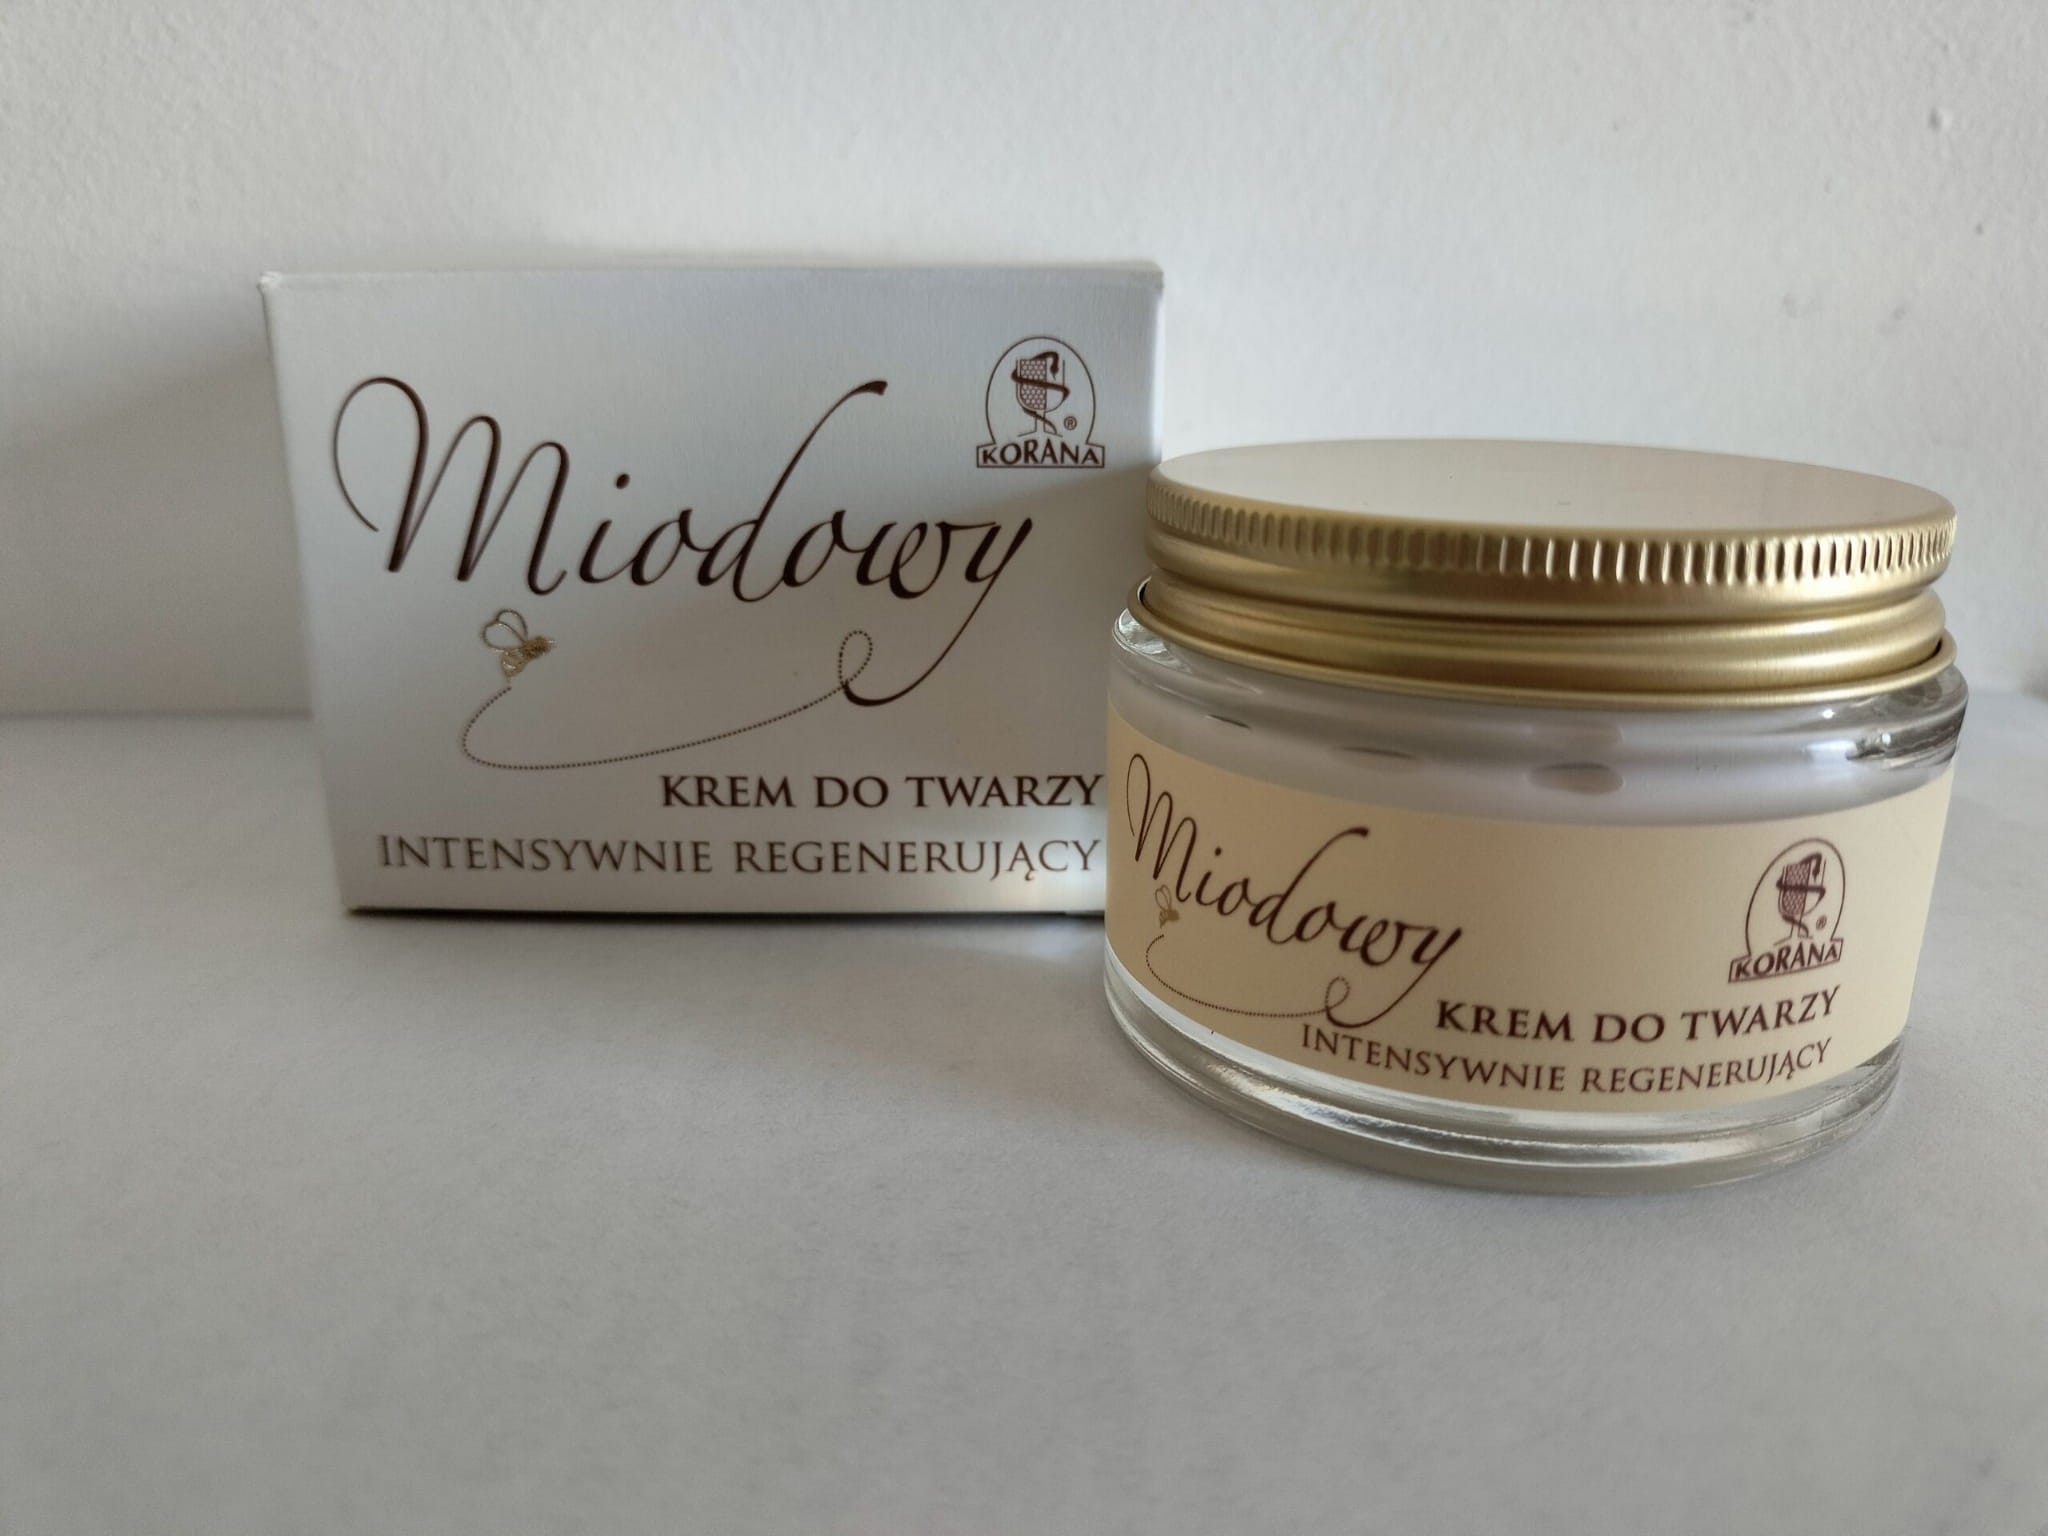 Miodowy
®
KORANA
KREM DO TWARZY
INTENSYWNIE REGENERUJĄCY
Miodowy
®
KORANA
KREM DO TWARZY
INTENSYWNIE REGENERUJĄCY